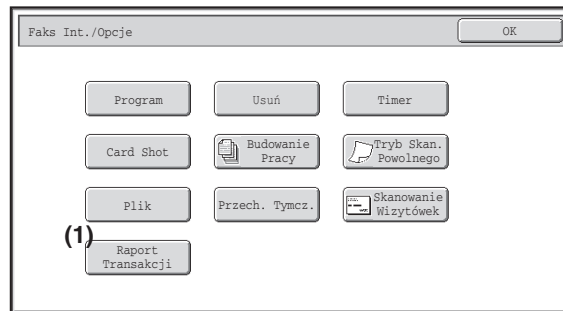 Faks Int./Opcje OK
Program Usuń Timer
Card Shot Budowanie Pracy Tryb Skan. Powolnego
Plik Przech. Tymcz. Skanowanie Wizytówek
(1)
Raport
Transakcji